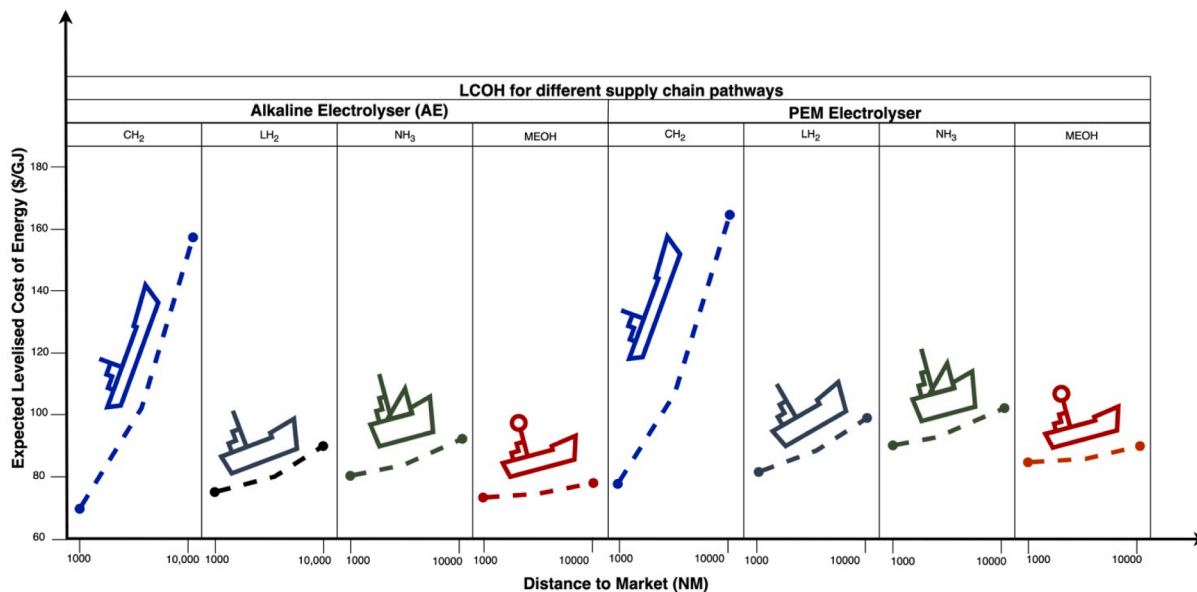 LCOH for different supply chain pathways
Alkaline Electrolyser (AE) PEM Electrolyser
CH₂ LH₂ NH₃ MEOH CH₂ LH₂ NH₃ MEOH
Expected Levelised Cost of Energy ($/GJ)
180
160
140
120
100
80
60
1000 10,000 1000 10,000 1000 10000 1000 10000 1000 10000 1000 10000 1000 10000 1000 10000
Distance to Market (NM)